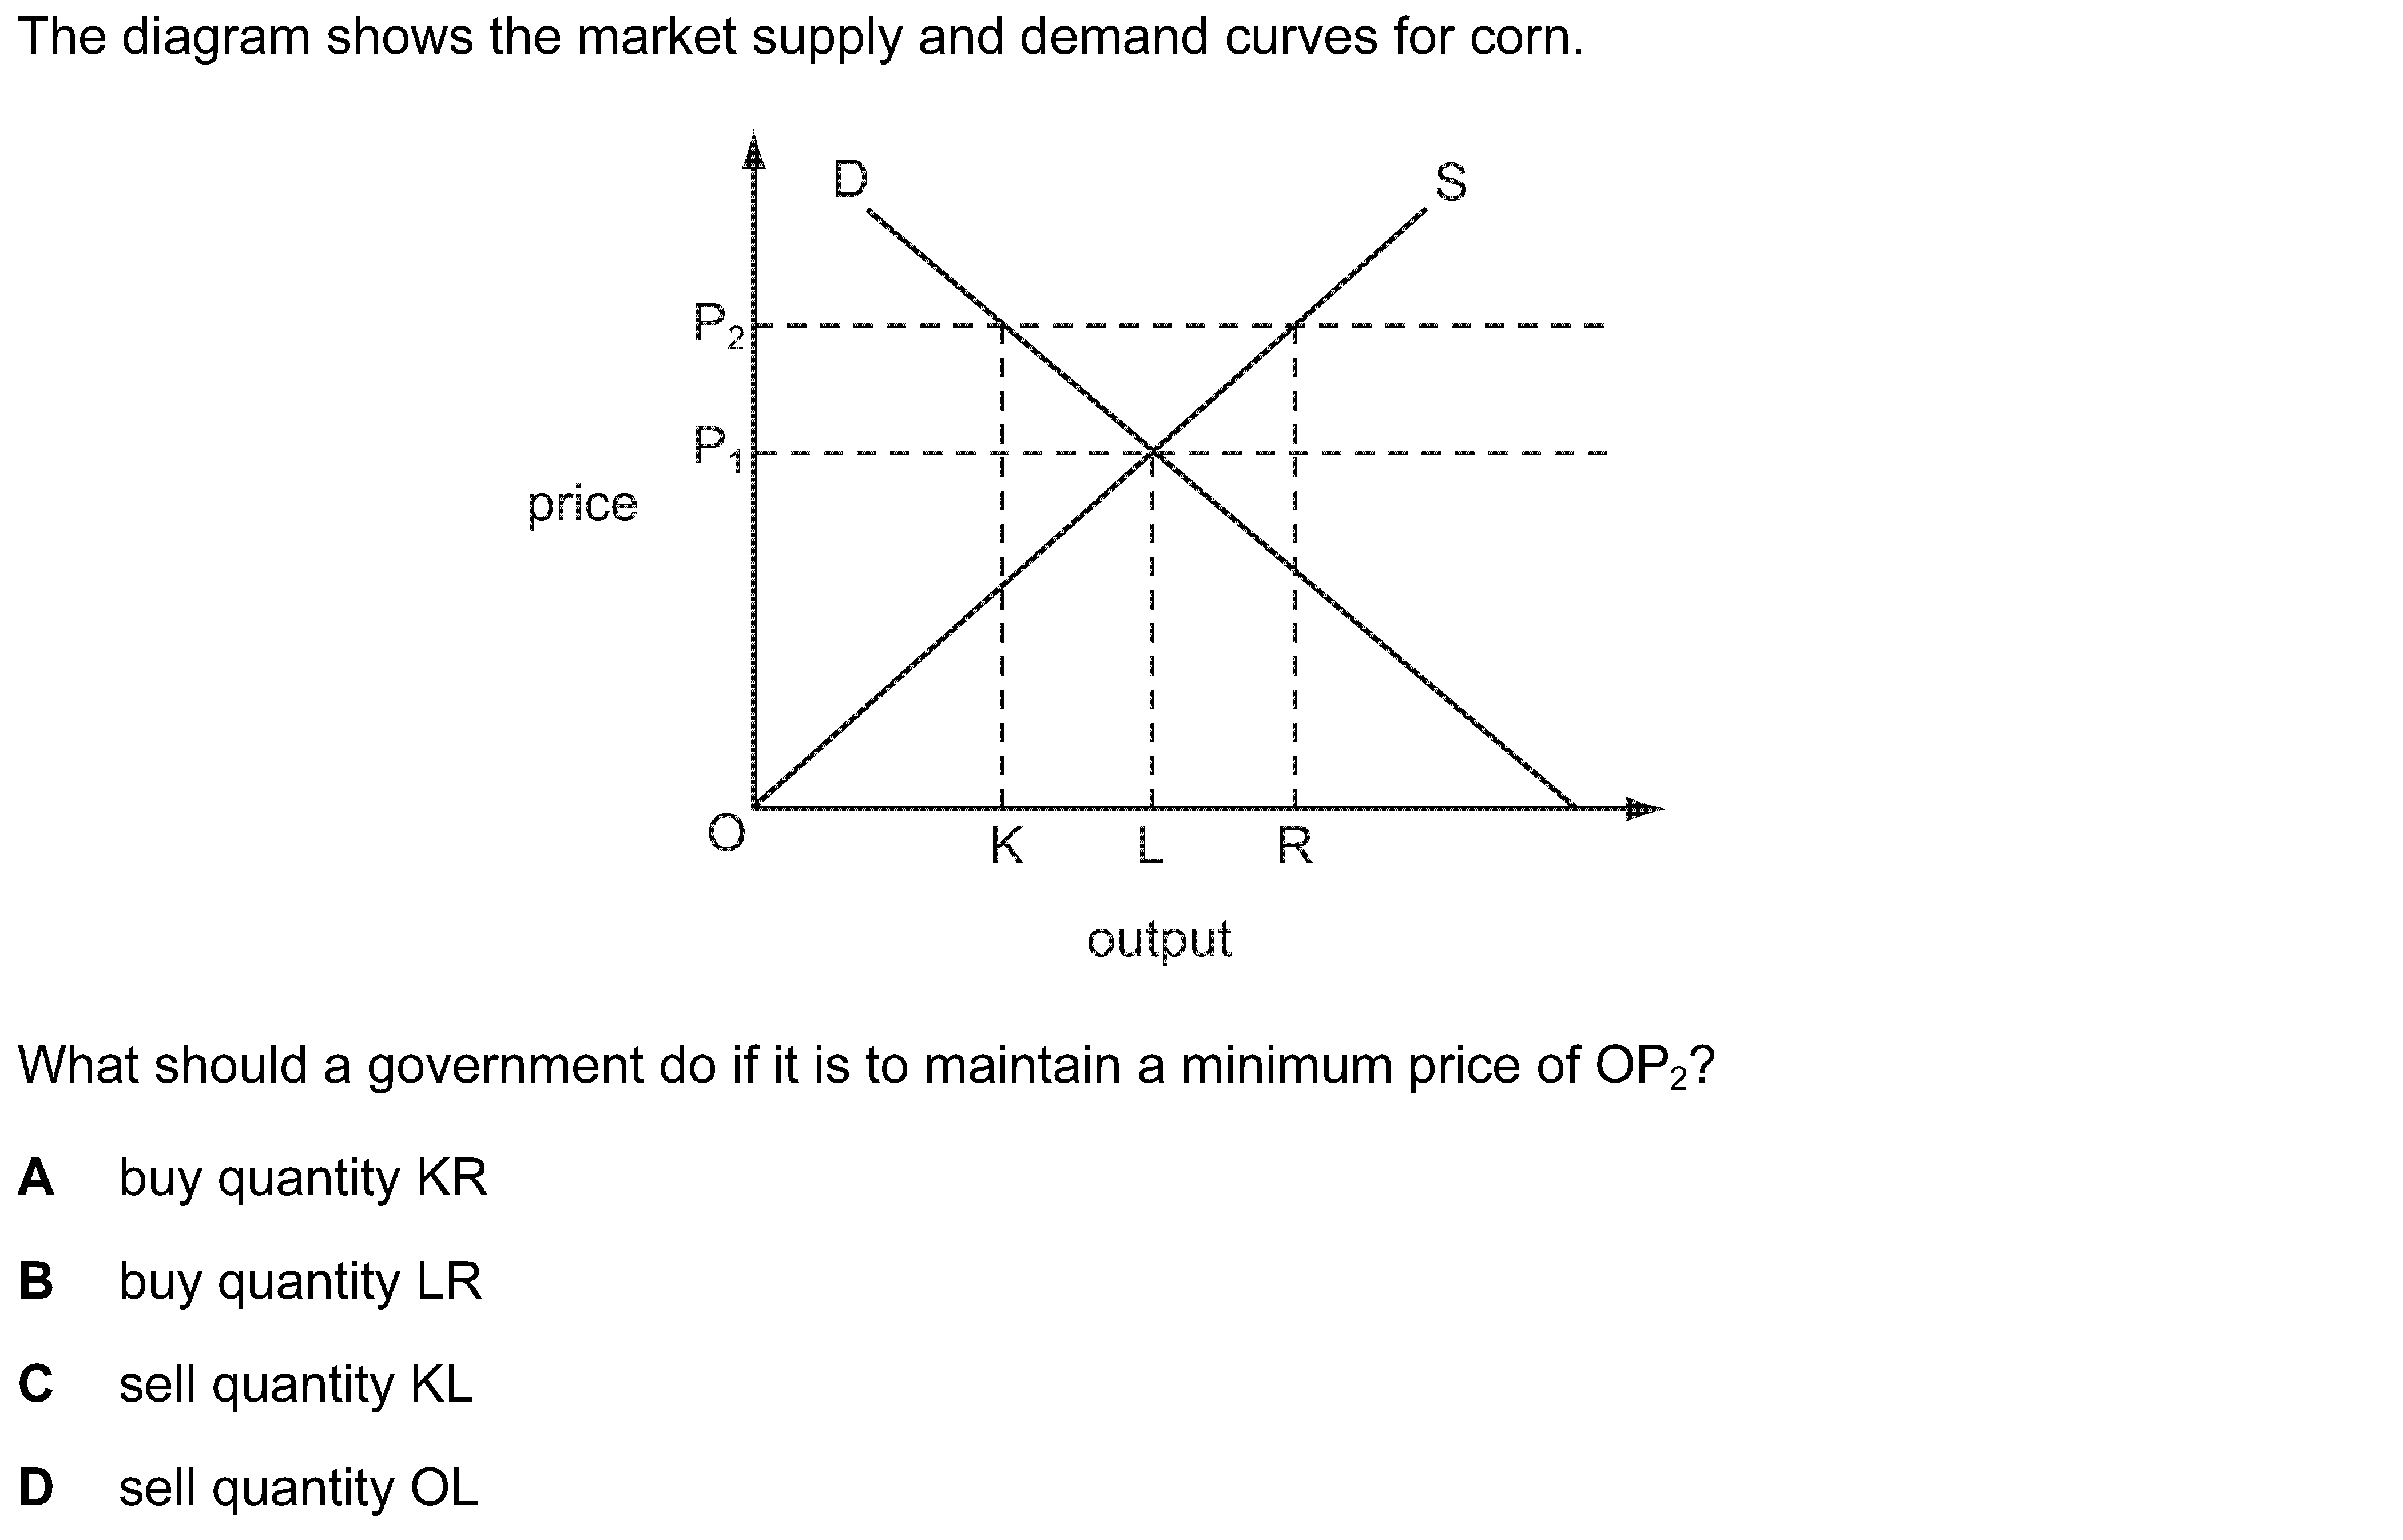 The diagram shows the market supply and demand curves for corn.
D
S
P2
P1
price
O
K
L
R
output
What should a government do if it is to maintain a minimum price of OP2?
A buy quantity KR
B buy quantity LR
C sell quantity KL
D sell quantity OL